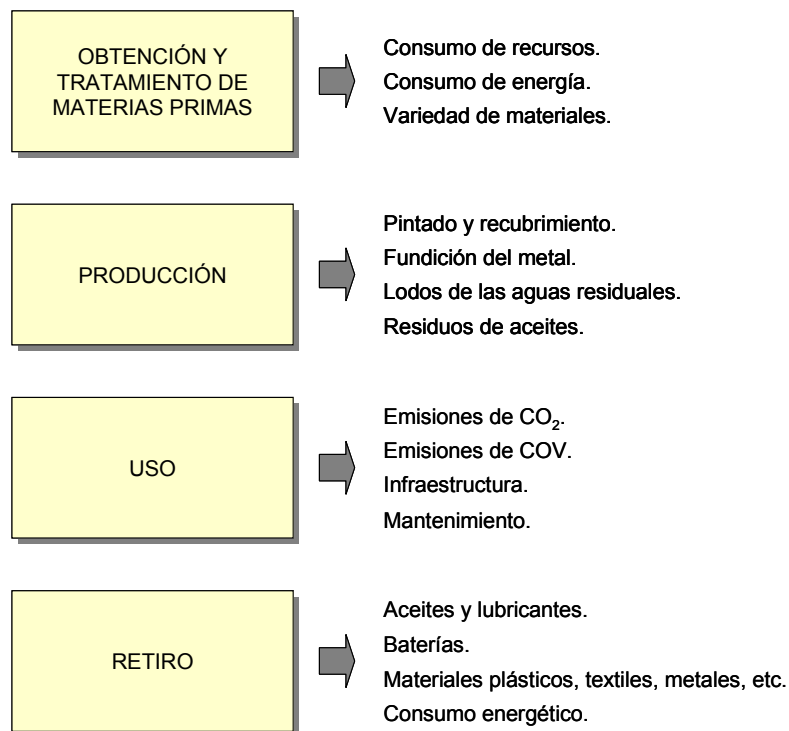 OBTENCIÓN Y
TRATAMIENTO DE
MATERIAS PRIMAS
Consumo de recursos.
Consumo de energía.
Variedad de materiales.
PRODUCCIÓN
Pintado y recubrimiento.
Fundición del metal.
Lodos de las aguas residuales.
Residuos de aceites.
USO
Emisiones de CO₂.
Emisiones de COV.
Infraestructura.
Mantenimiento.
RETIRO
Aceites y lubricantes.
Baterías.
Materiales plásticos, textiles, metales, etc.
Consumo energético.